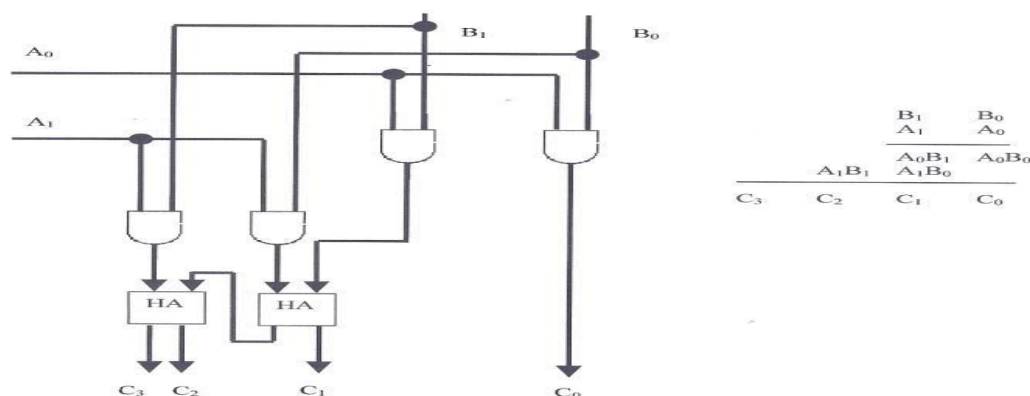 B₁ B₀
A₀
A₁
HA HA
C₃ C₂ C₁ C₀
B₁ B₀
A₁ A₀
A₀B₁ A₀B₀
A₁B₁ A₁B₀
C₃ C₂ C₁ C₀